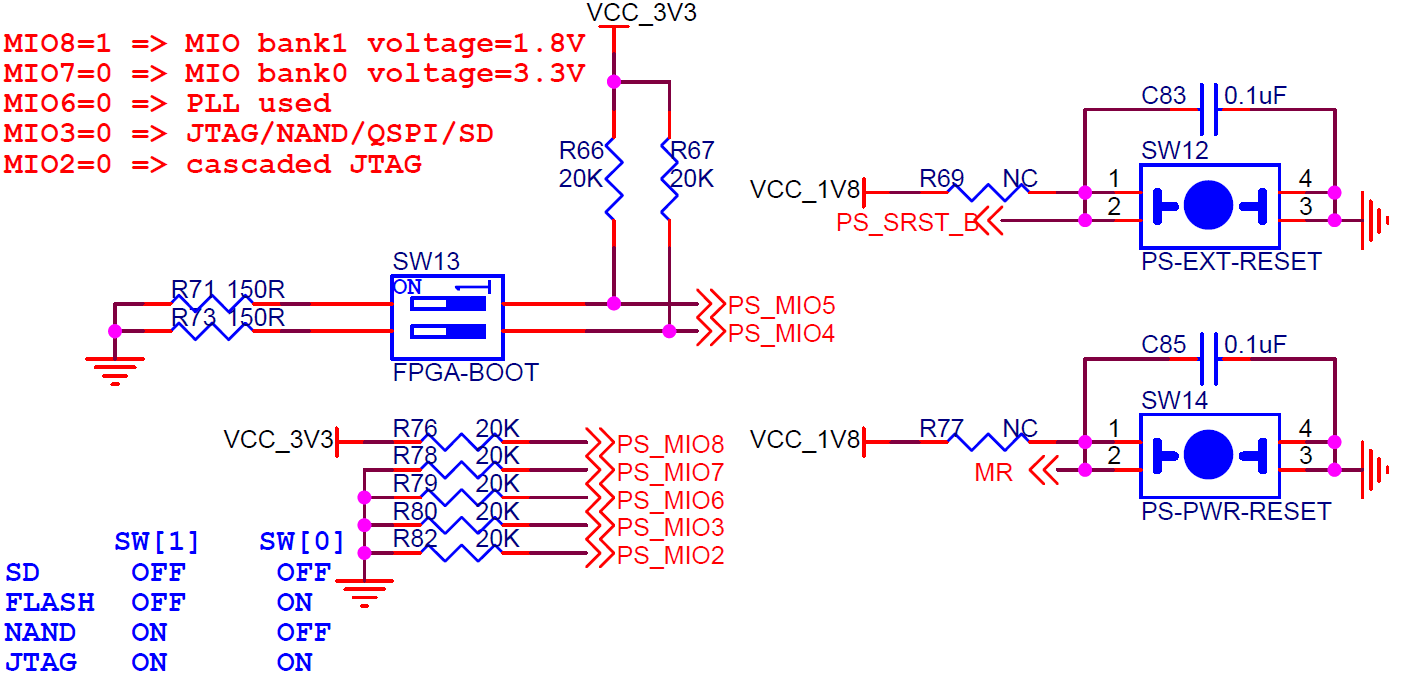 VCC_3V3
MIO8=1 => MIO bank1 voltage=1.8V
MIO7=0 => MIO bank0 voltage=3.3V
MIO6=0 => PLL used
MIO3=0 => JTAG/NAND/QSPI/SD
MIO2=0 => cascaded JTAG
R66
20K
R67
20K
C83 0.1uF
SW12
VCC_1V8 R69 NC 1 4
PS_SRST_B 2 3
PS-EXT-RESET
SW13
ON 1
R71 150R PS_MIO5
R73 150R PS_MIO4
FPGA-BOOT
C85 0.1uF
SW14
VCC_1V8 R77 NC 1 4
MR 2 3
PS-PWR-RESET
VCC_3V3 R76 20K PS_MIO8
R78 20K PS_MIO7
R79 20K PS_MIO6
R80 20K PS_MIO3
R82 20K PS_MIO2
SW[1] SW[0]
SD OFF OFF
FLASH OFF ON
NAND ON OFF
JTAG ON ON